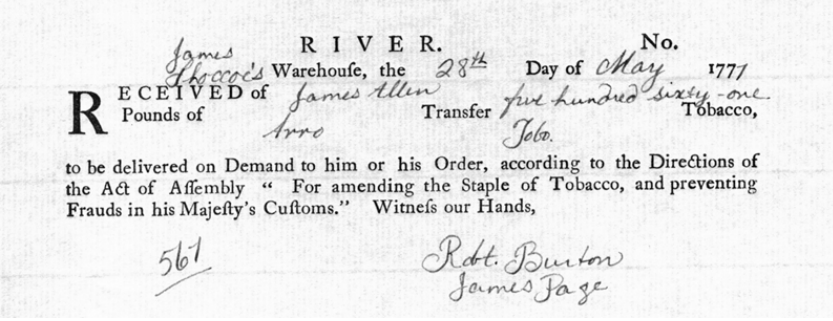 James RIVER. No.
Shoccoe's Warehouſe, the 28th Day of May 1777
RECEIVED of James Allen Transfer five hundred sixty-one
Pounds of Arro Tobo. Tobacco,
to be delivered on Demand to him or his Order, according to the Directions of
the Act of Aſſembly “ For amending the Staple of Tobacco, and preventing
Frauds in his Majeſty's Cuſtoms.” Witneſs our Hands,
561 Robt. Burton
James Page